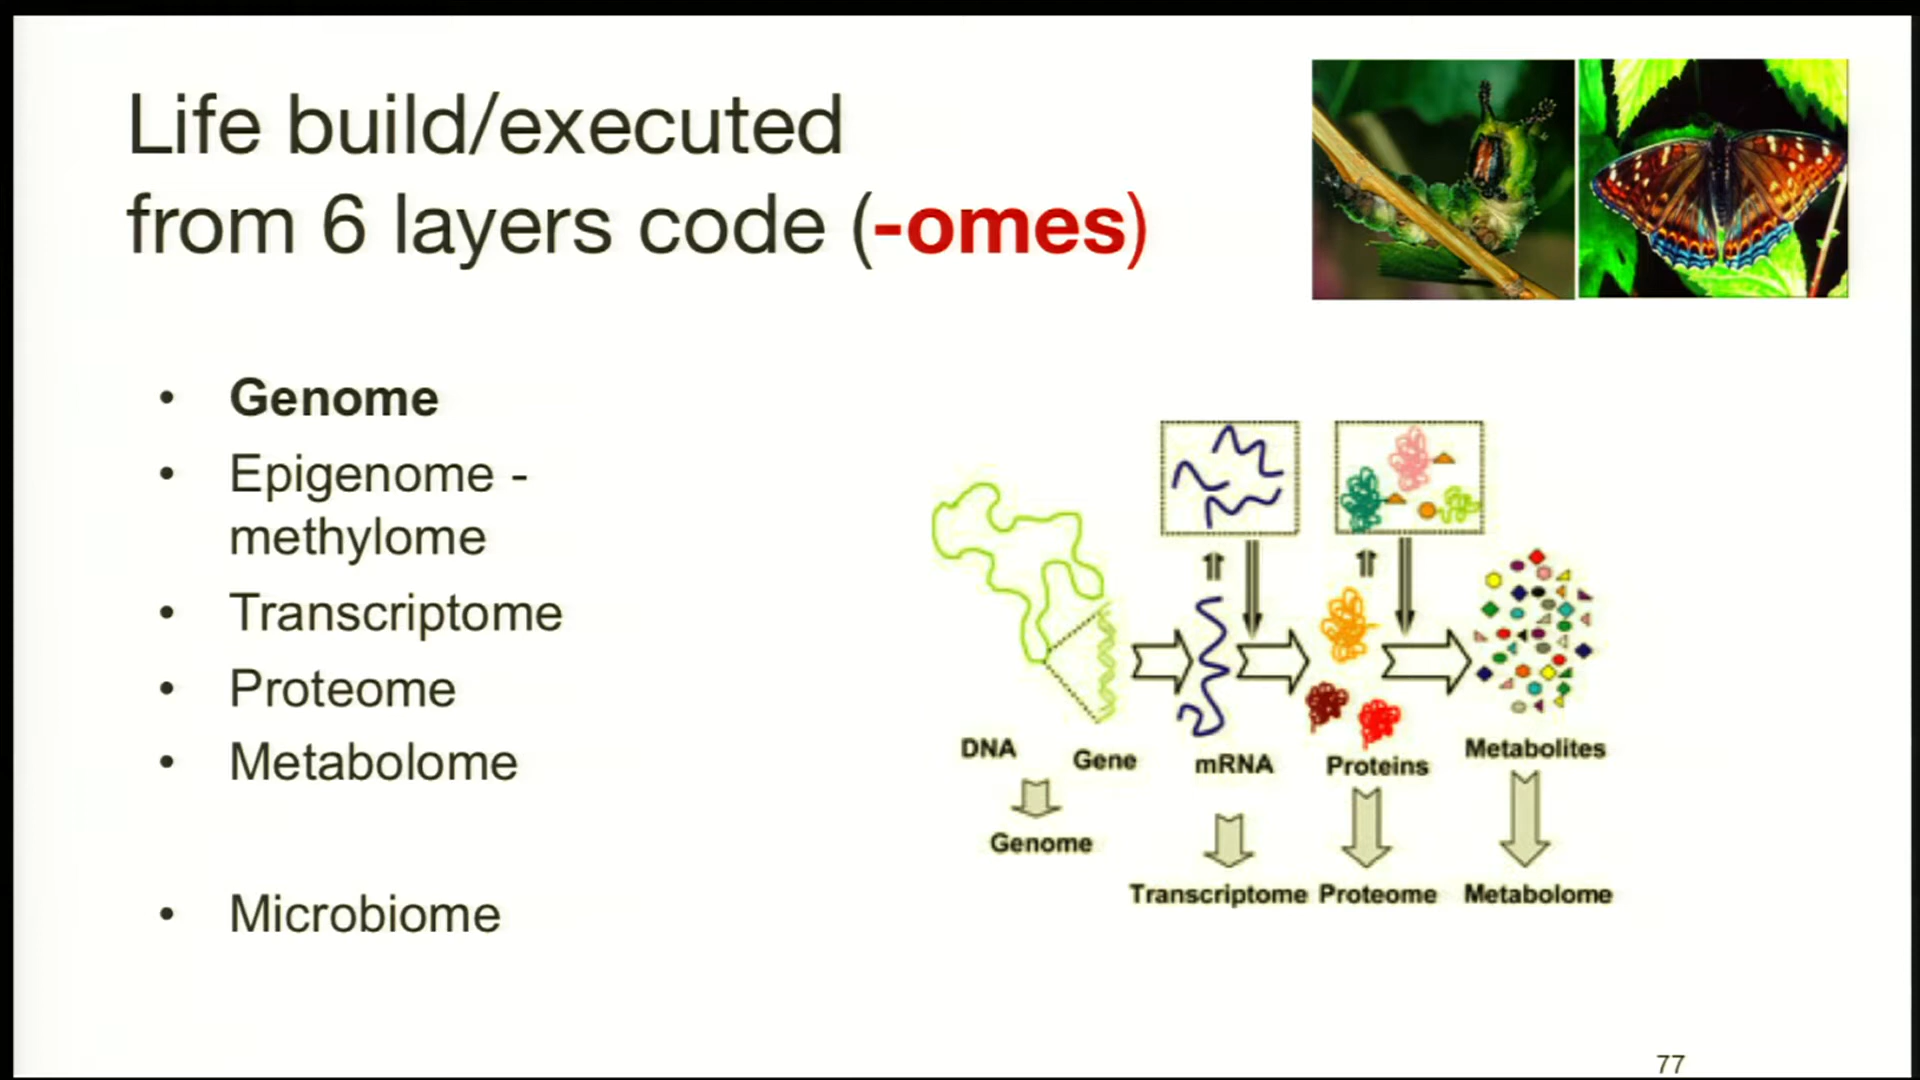 Life build/executed
from 6 layers code (-omes)
• Genome
• Epigenome -
methylome
• Transcriptome
• Proteome
• Metabolome
• Microbiome
DNA
Gene
mRNA
Proteins
Metabolites
Genome
Transcriptome
Proteome
Metabolome
77